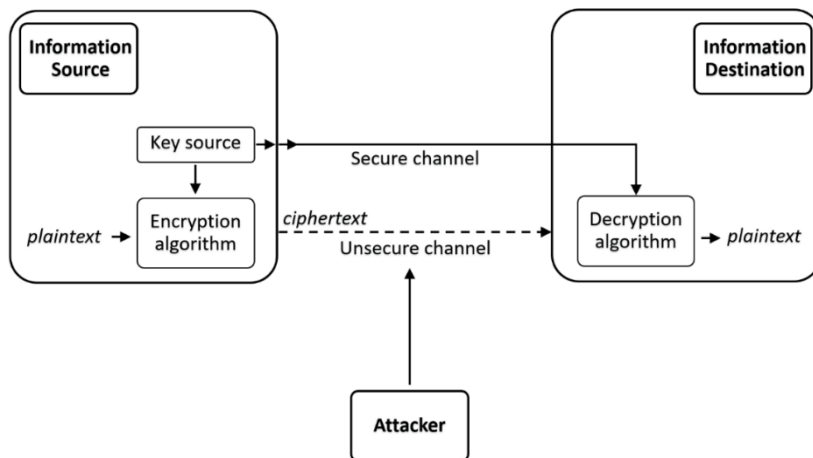 Information
Source
Information
Destination
Key source
Secure channel
plaintext
Encryption
algorithm
ciphertext
Unsecure channel
Decryption
algorithm
plaintext
Attacker